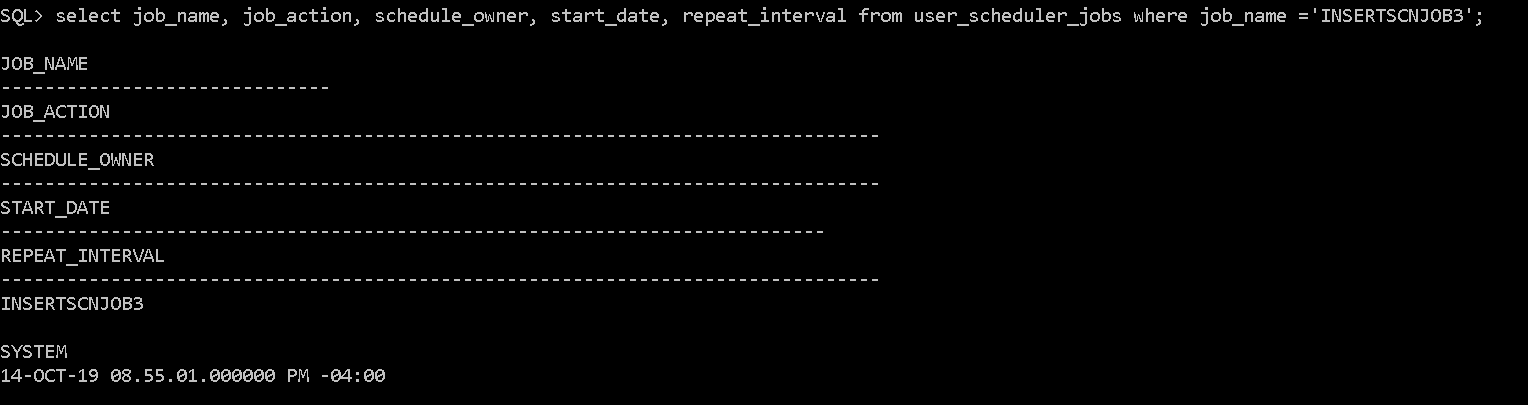 SQL> select job_name, job_action, schedule_owner, start_date, repeat_interval from user_scheduler_jobs where job_name ='INSERTSCNJOB3';
JOB_NAME
------------------------------
JOB_ACTION
--------------------------------------------------------------------------------
SCHEDULE_OWNER
--------------------------------------------------------------------------------
START_DATE
---------------------------------------------------------------------------
REPEAT_INTERVAL
--------------------------------------------------------------------------------
INSERTSCNJOB3
SYSTEM
14-OCT-19 08.55.01.000000 PM -04:00